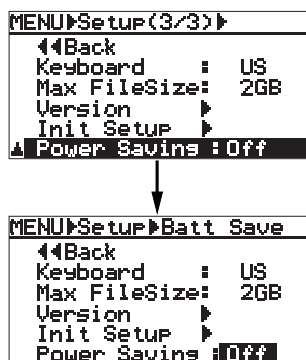 MENU▶Setup(3/3)▶
◀◀Back
Keyboard : US
Max FileSize: 2GB
Version ▶
Init Setup ▶
Power Saving :Off
MENU▶Setup▶Batt Save
◀◀Back
Keyboard : US
Max FileSize: 2GB
Version ▶
Init Setup ▶
Power Saving :Off